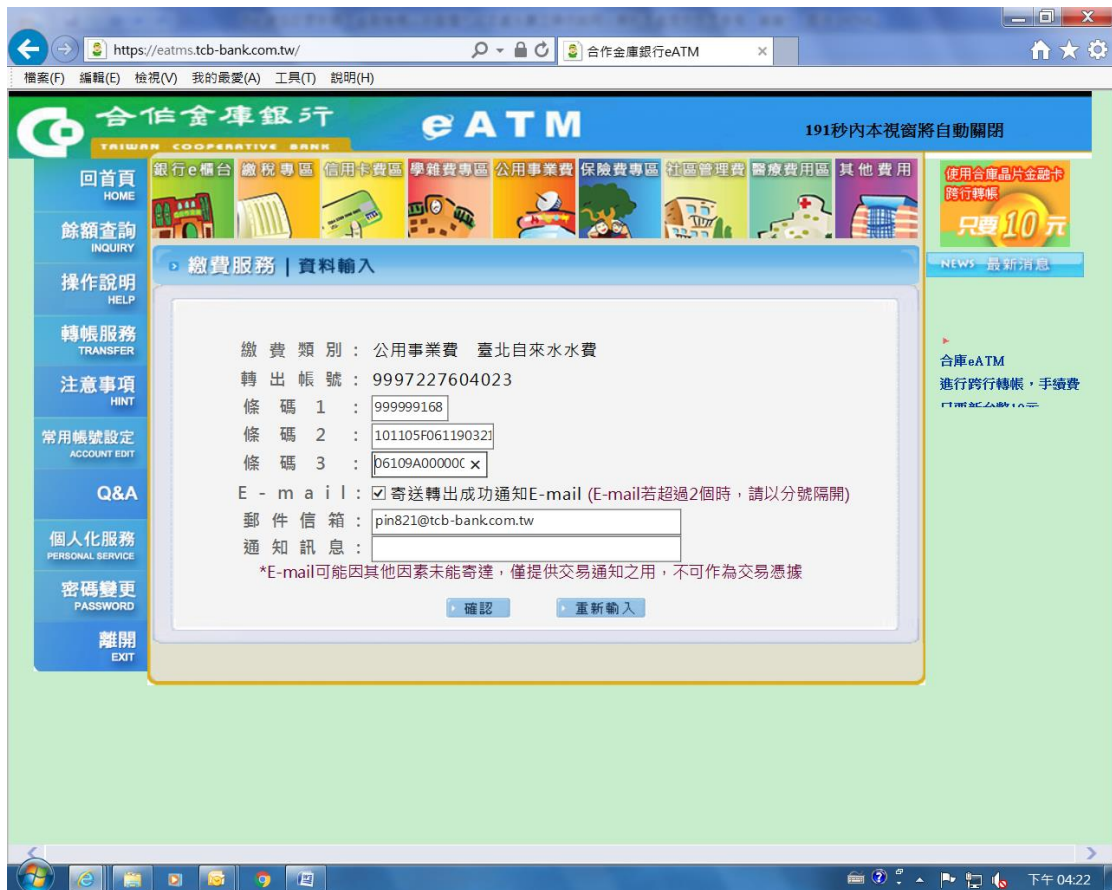 https://eatms.tcb-bank.com.tw/
合作金庫銀行eATM
檔案(F) 編輯(E) 檢視(V) 我的最愛(A) 工具(T) 說明(H)
合作金庫銀行
TAIWAN COOPERATIVE BANK
eATM
191秒內本視窗將自動關閉
回首頁
HOME
餘額查詢
INQUIRY
操作說明
HELP
轉帳服務
TRANSFER
注意事項
HINT
常用帳號設定
ACCOUNT EDIT
Q&A
個人化服務
PERSONAL SERVICE
密碼變更
PASSWORD
離開
EXIT
銀行e櫃台 繳稅專區 信用卡費區 學雜費專區 公用事業費 保險費專區 社區管理費 醫療費用區 其他費用
繳費服務 | 資料輸入
繳費類別： 公用事業費 臺北自來水水費
轉出帳號： 9997227604023
條碼1： 999999168
條碼2： 101105F061190321
條碼3： 06109A000000
E-mail： 寄送轉出成功通知E-mail (E-mail若超過2個時，請以分號隔開)
郵件信箱： pin821@tcb-bank.com.tw
通知訊息：
*E-mail可能因其他因素未能寄達，僅提供交易通知之用，不可作為交易憑據
確認 重新輸入
使用合庫晶片金融卡
跨行轉帳
只要10元
NEWS 最新消息
合庫eATM
進行跨行轉帳，手續費
下午 04:22